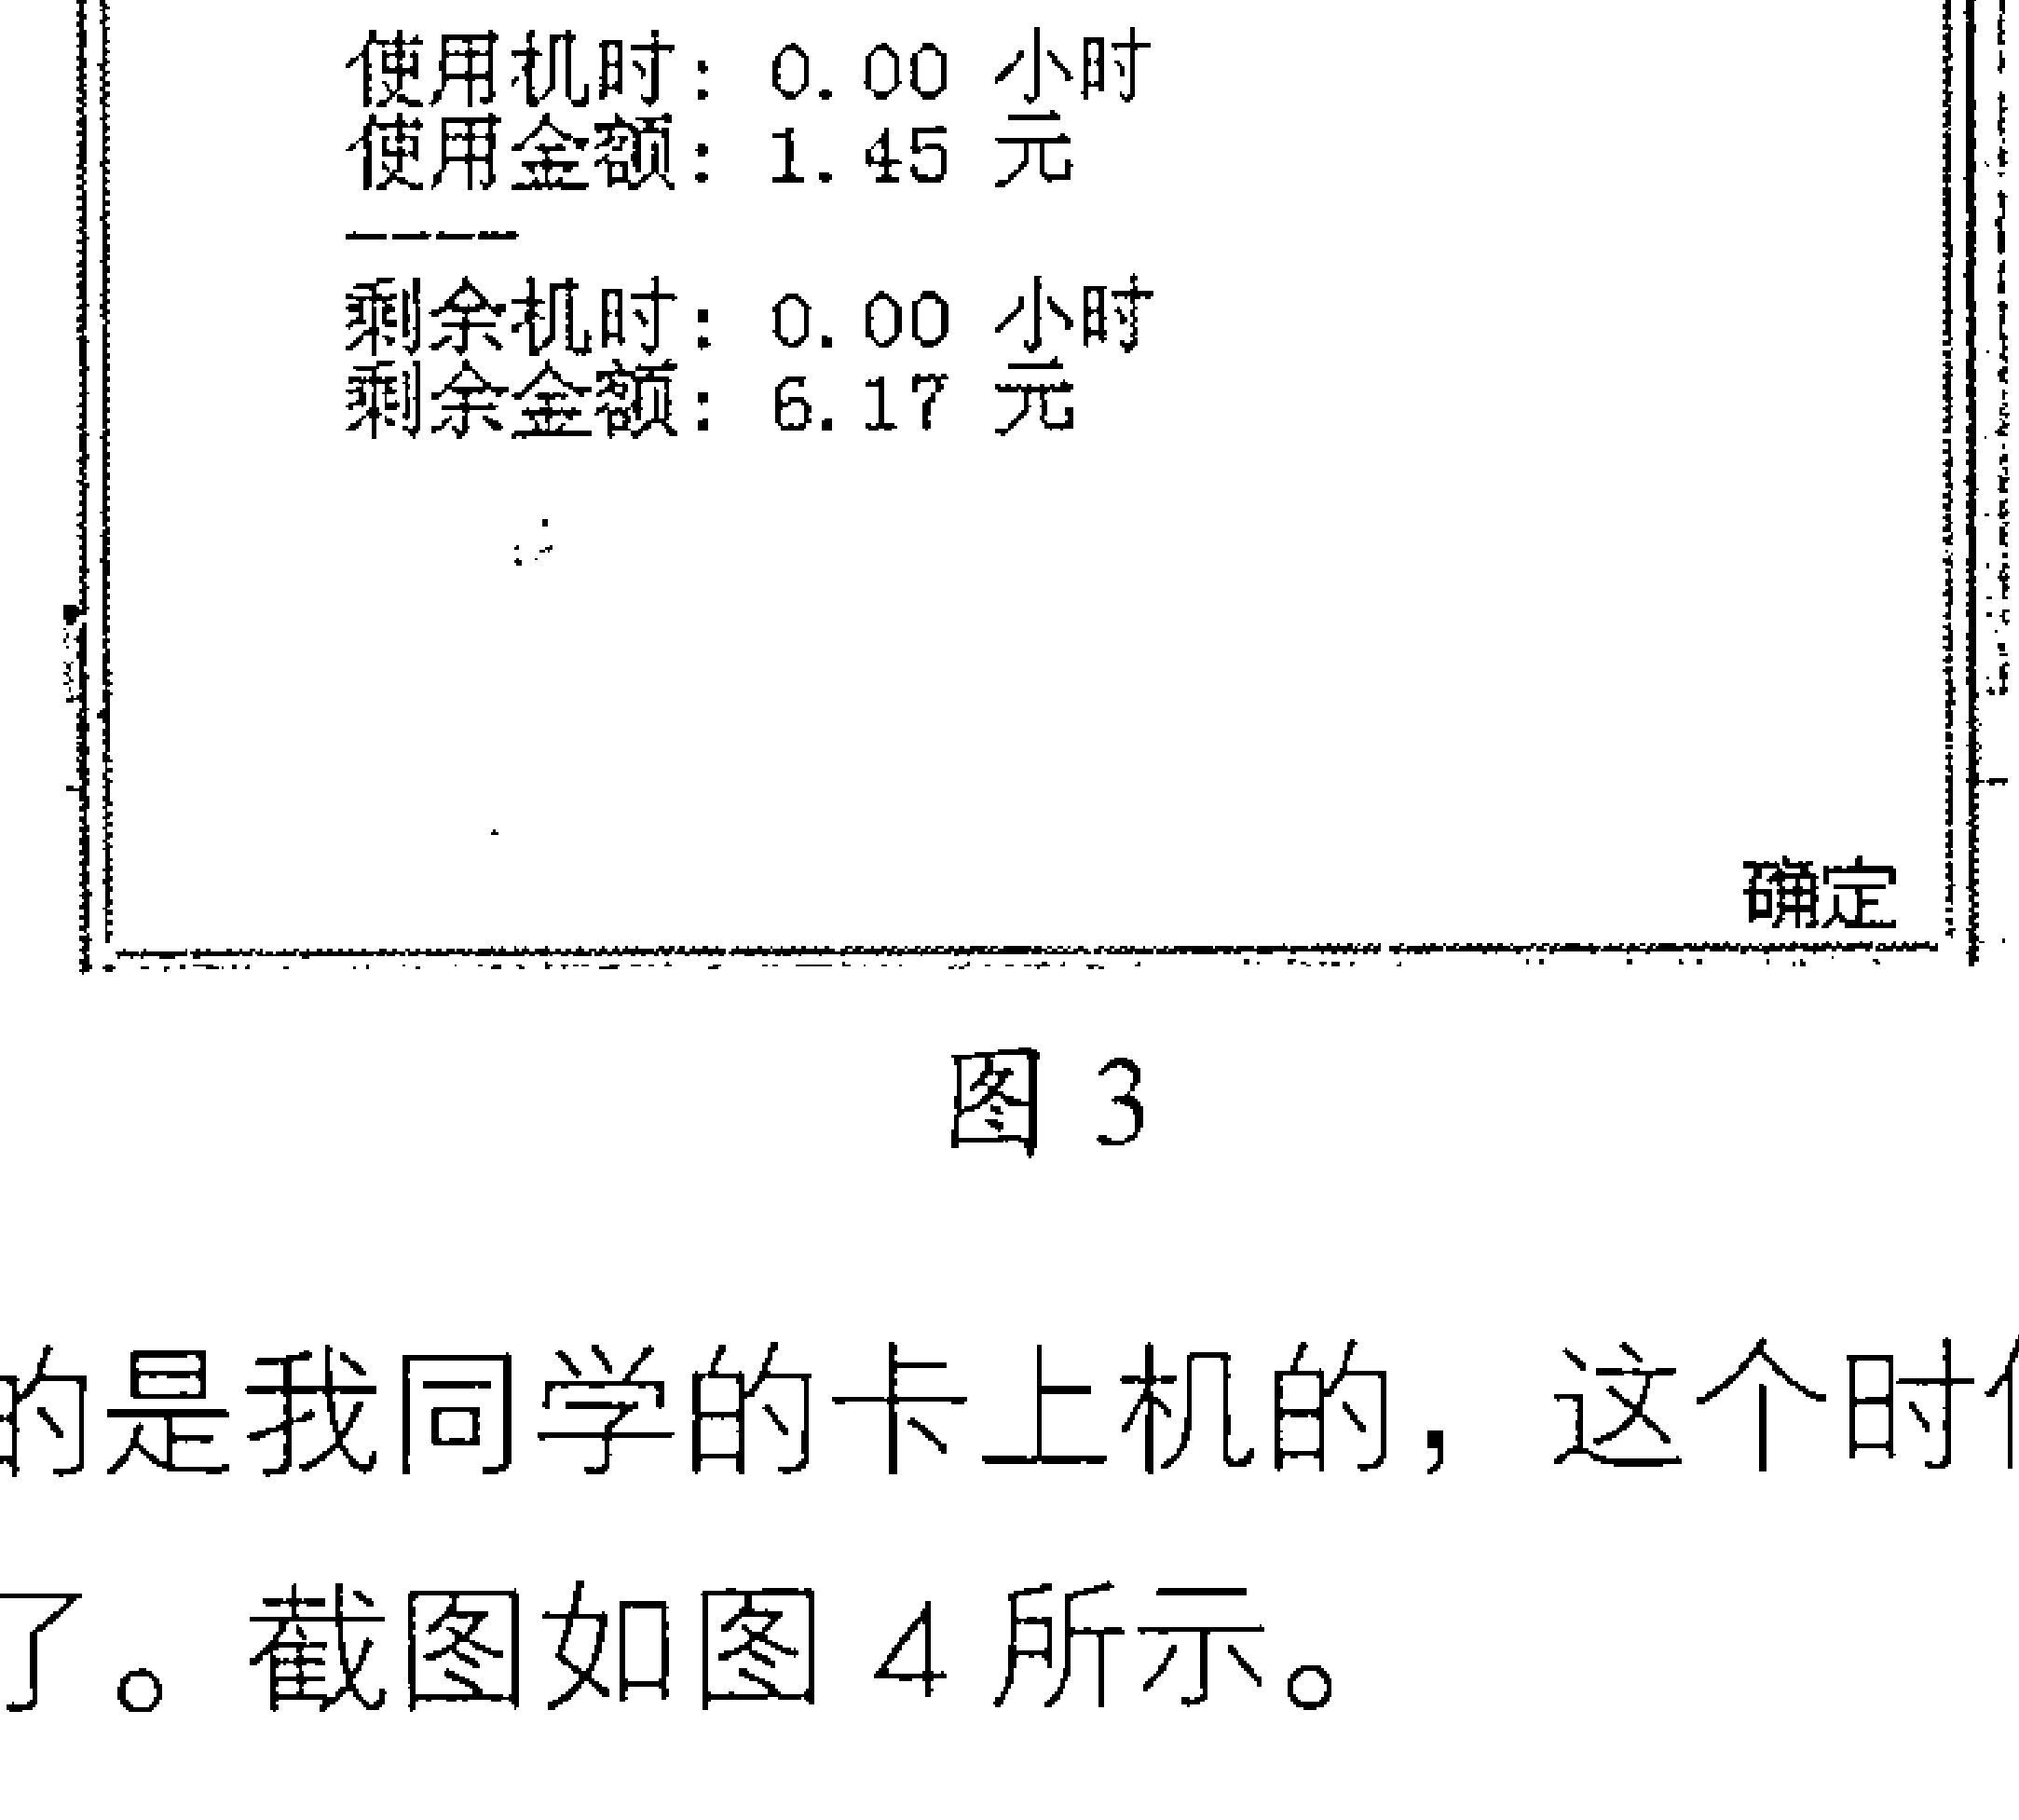 使用机时: 0.00 小时
使用金额: 1.45 元
----
剩余机时: 0.00 小时
剩余金额: 6.17 元
确定
图 3
的是我同学的卡上机的，这个时
了。截图如图 4 所示。